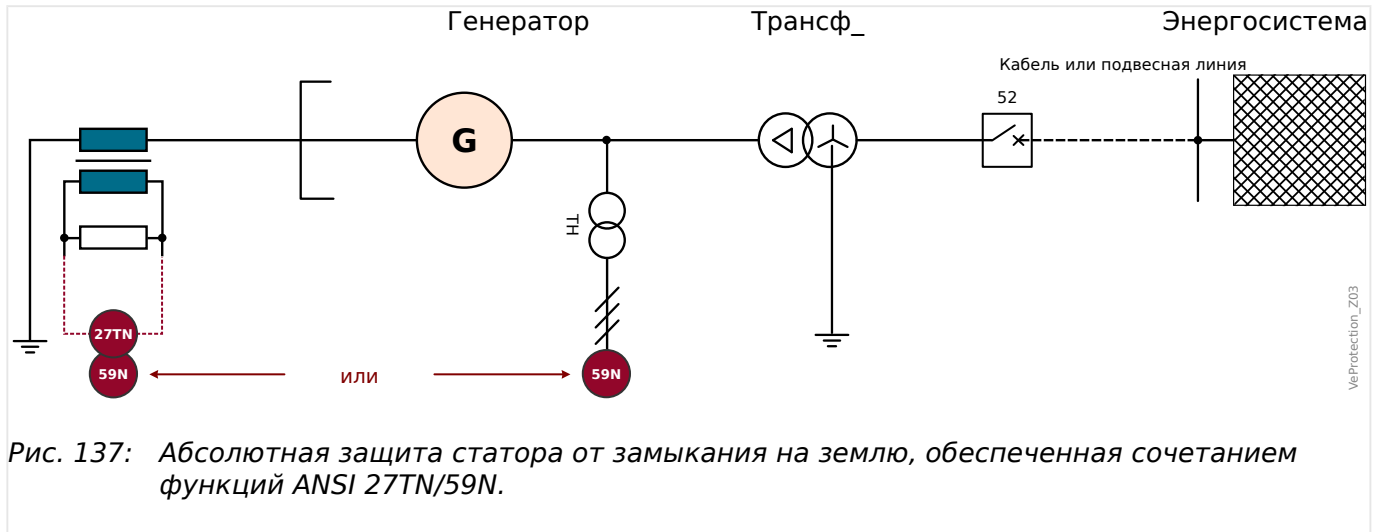 Генератор
Трансф_
Энергосистема
Кабель или подвесная линия
52
G
ТН
27TN
59N
или
59N
VeProtection_Z03
Рис. 137: Абсолютная защита статора от замыкания на землю, обеспеченная сочетанием
функций ANSI 27TN/59N.